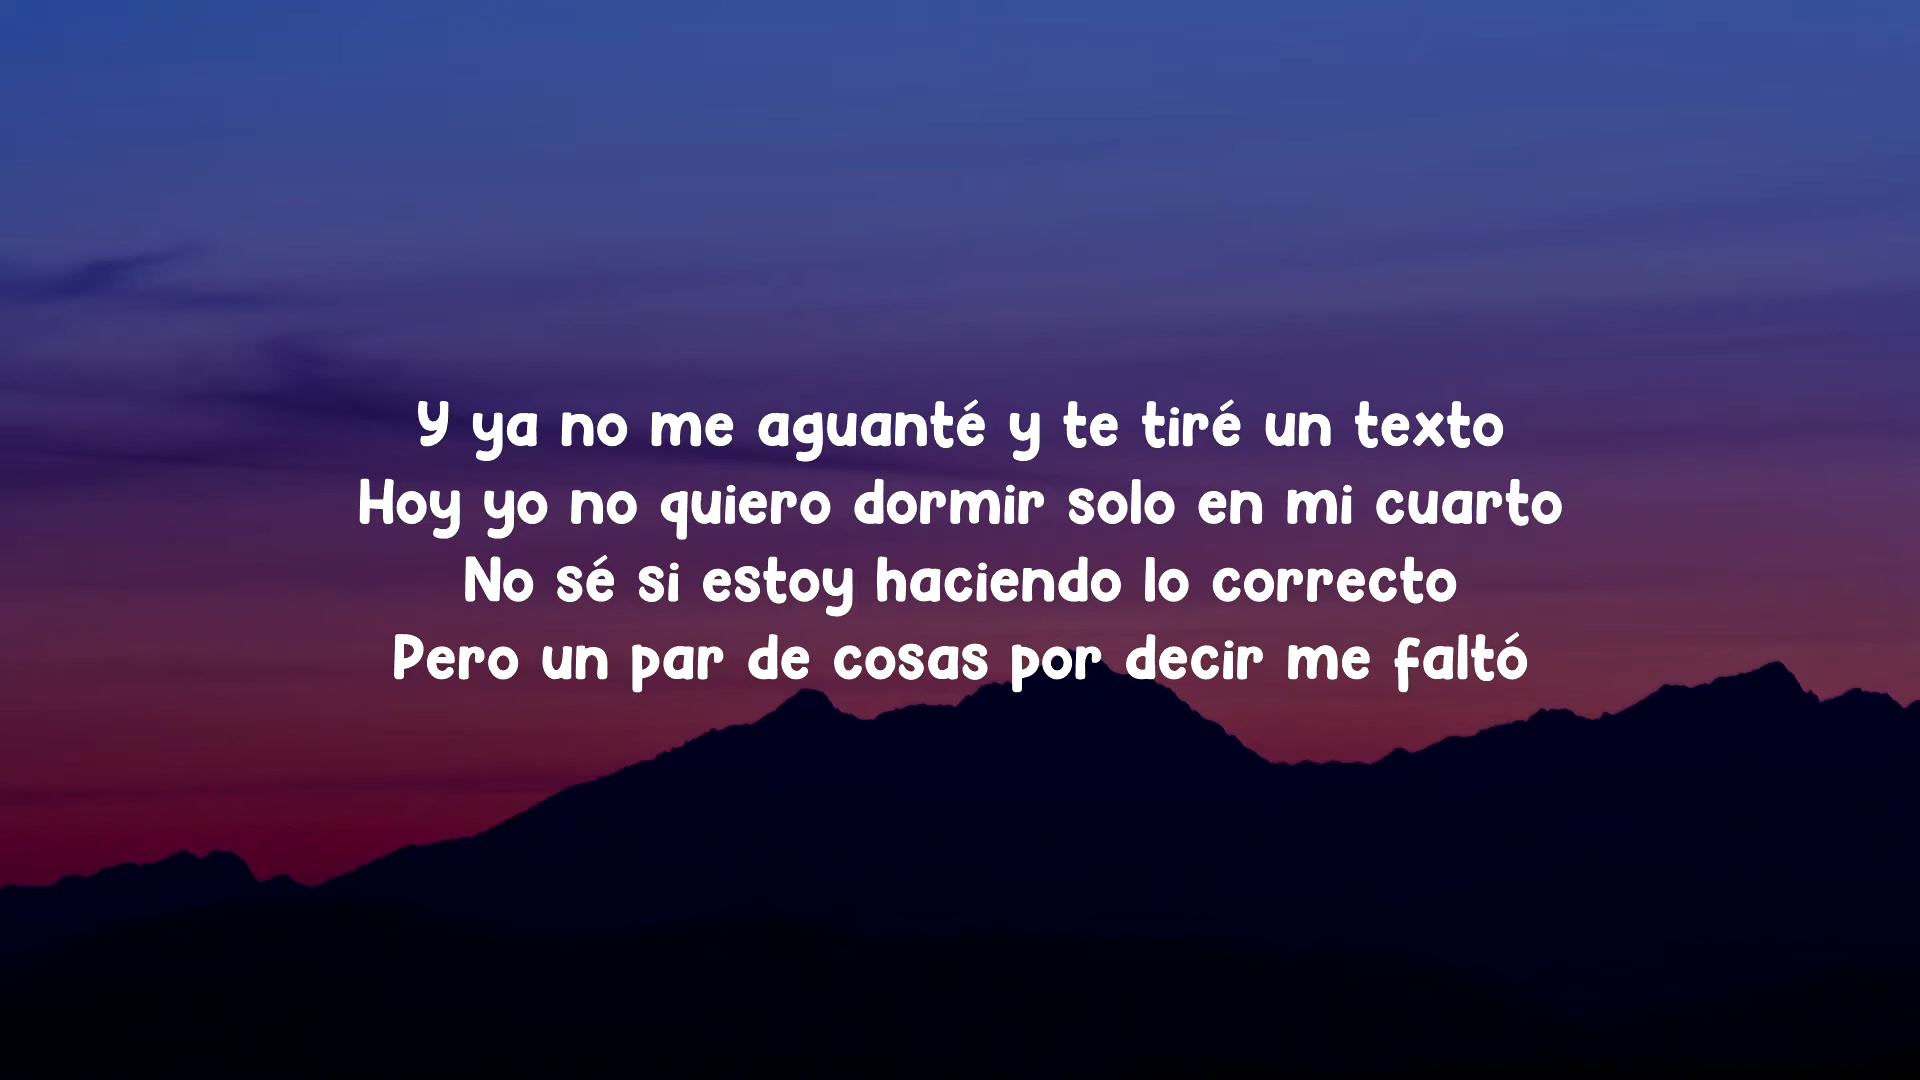 Y ya no me aguanté y te tiré un texto
Hoy yo no quiero dormir solo en mi cuarto
No sé si estoy haciendo lo correcto
Pero un par de cosas por decir me faltó